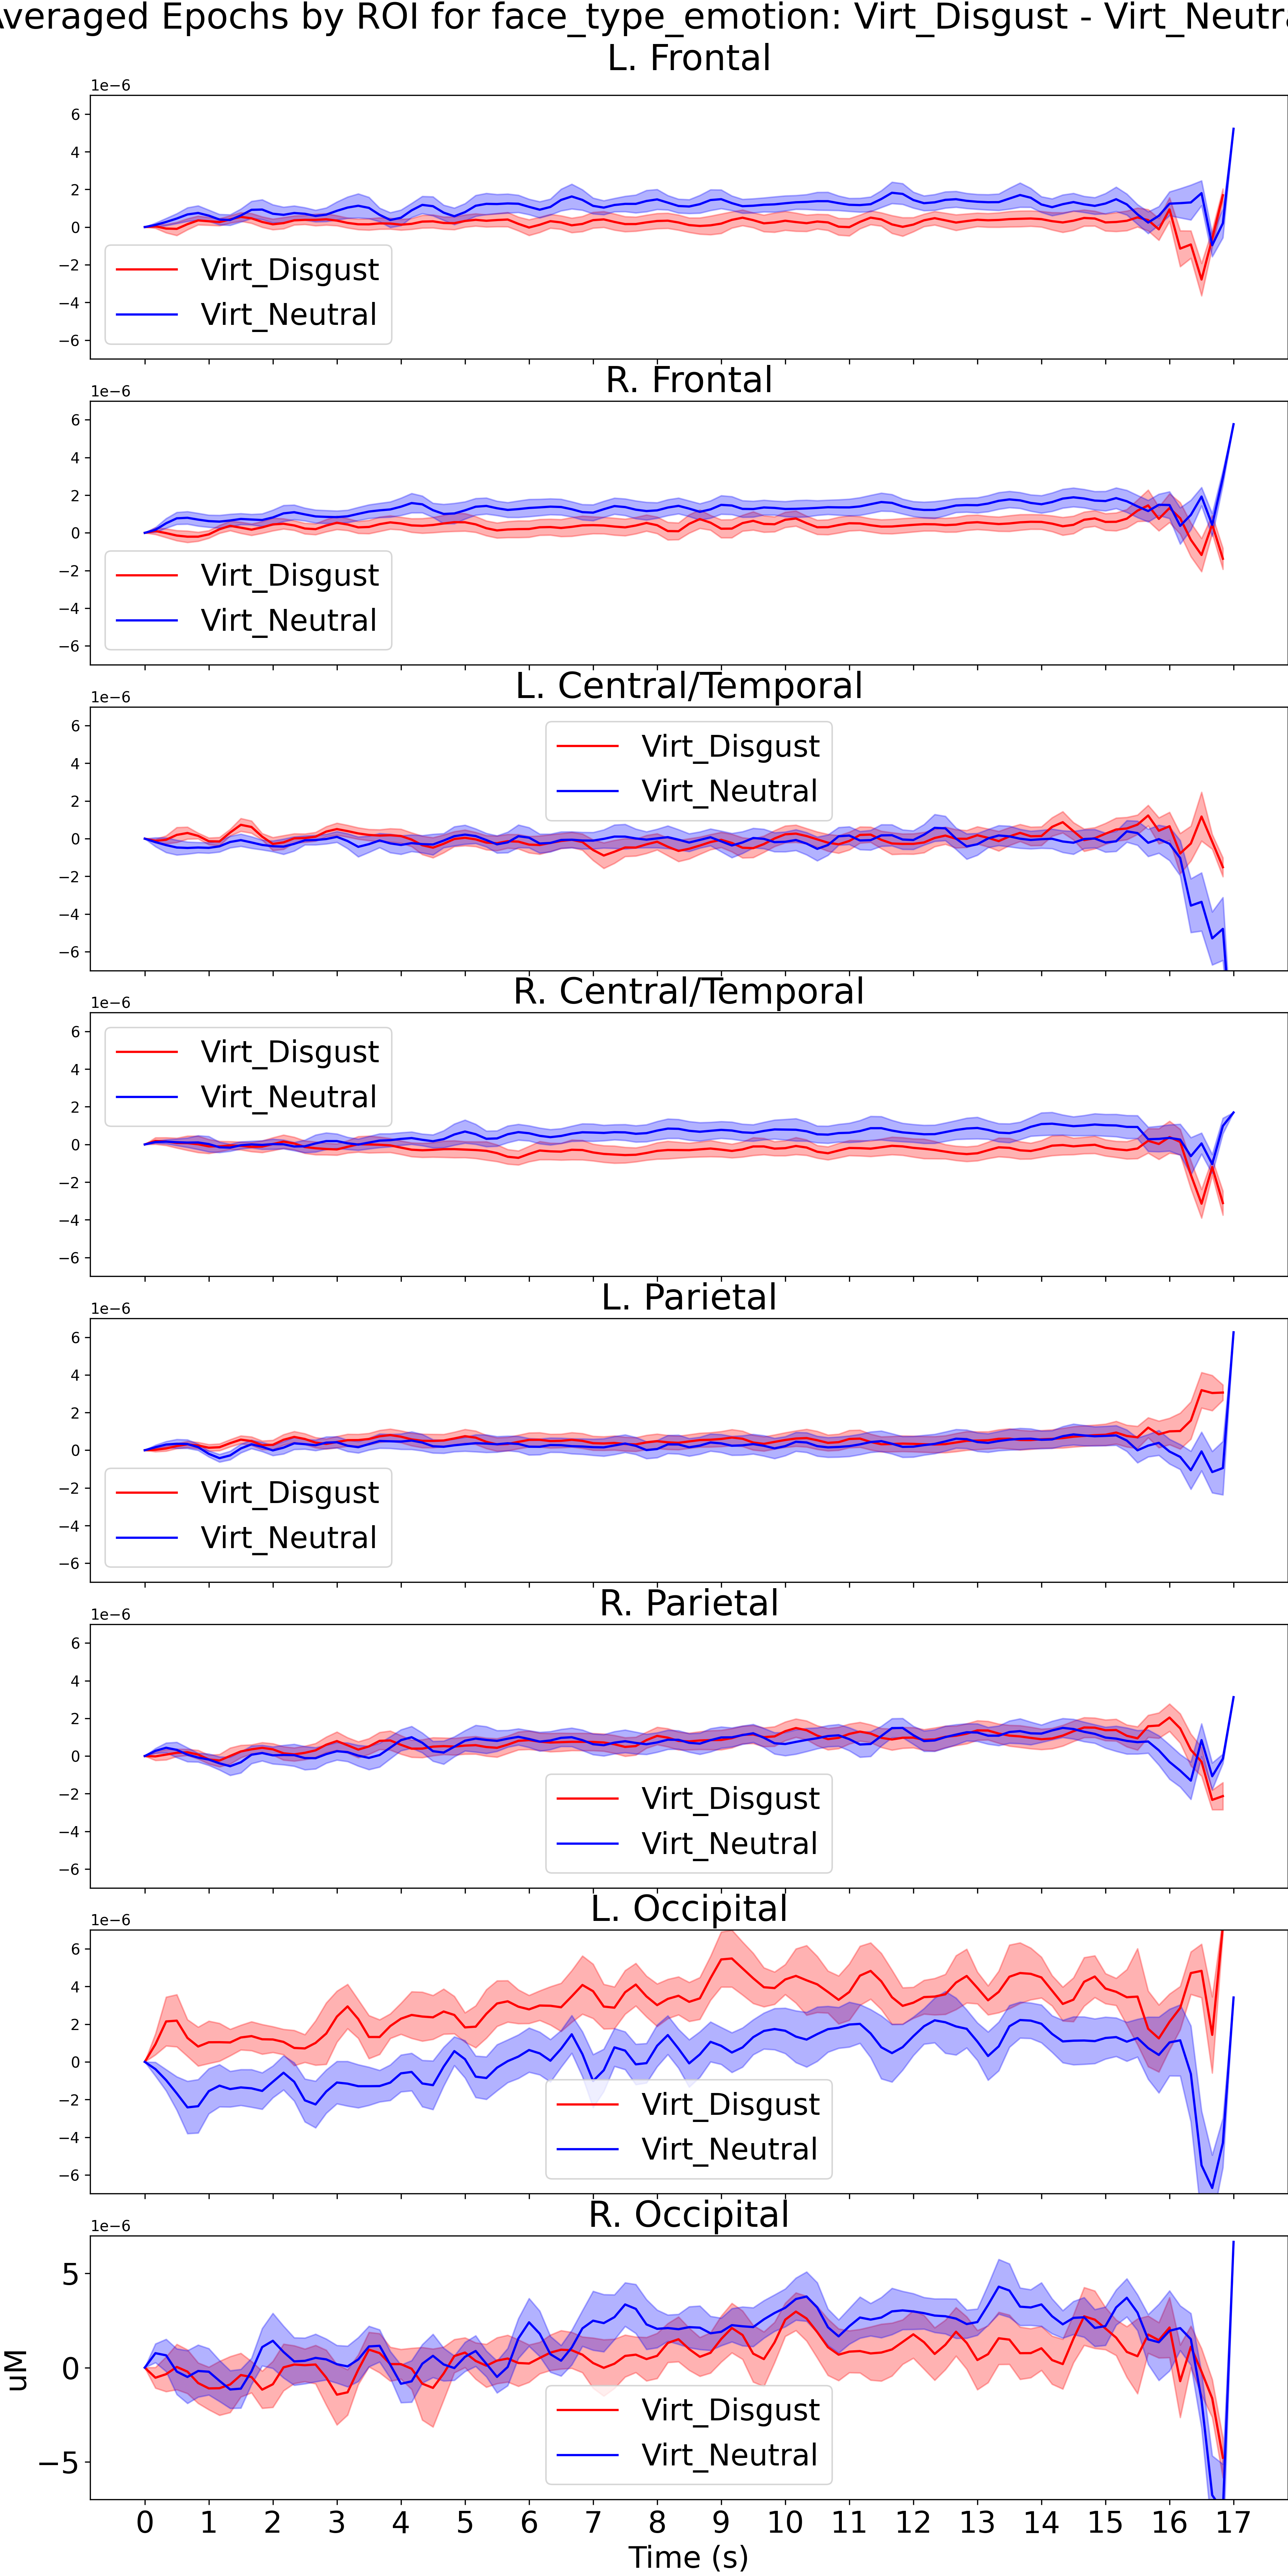 Averaged Epochs by ROI for face_type_emotion: Virt_Disgust - Virt_Neutra
L. Frontal
1e−6
6
4
2
0
−2
−4
−6
Virt_Disgust
Virt_Neutral
R. Frontal
1e−6
6
4
2
0
−2
−4
−6
Virt_Disgust
Virt_Neutral
L. Central/Temporal
1e−6
6
4
2
0
−2
−4
−6
Virt_Disgust
Virt_Neutral
R. Central/Temporal
1e−6
6
4
2
0
−2
−4
−6
Virt_Disgust
Virt_Neutral
L. Parietal
1e−6
6
4
2
0
−2
−4
−6
Virt_Disgust
Virt_Neutral
R. Parietal
1e−6
6
4
2
0
−2
−4
−6
Virt_Disgust
Virt_Neutral
L. Occipital
1e−6
6
4
2
0
−2
−4
−6
Virt_Disgust
Virt_Neutral
R. Occipital
1e−6
5
0
−5
uM
Virt_Disgust
Virt_Neutral
0 1 2 3 4 5 6 7 8 9 10 11 12 13 14 15 16 17
Time (s)